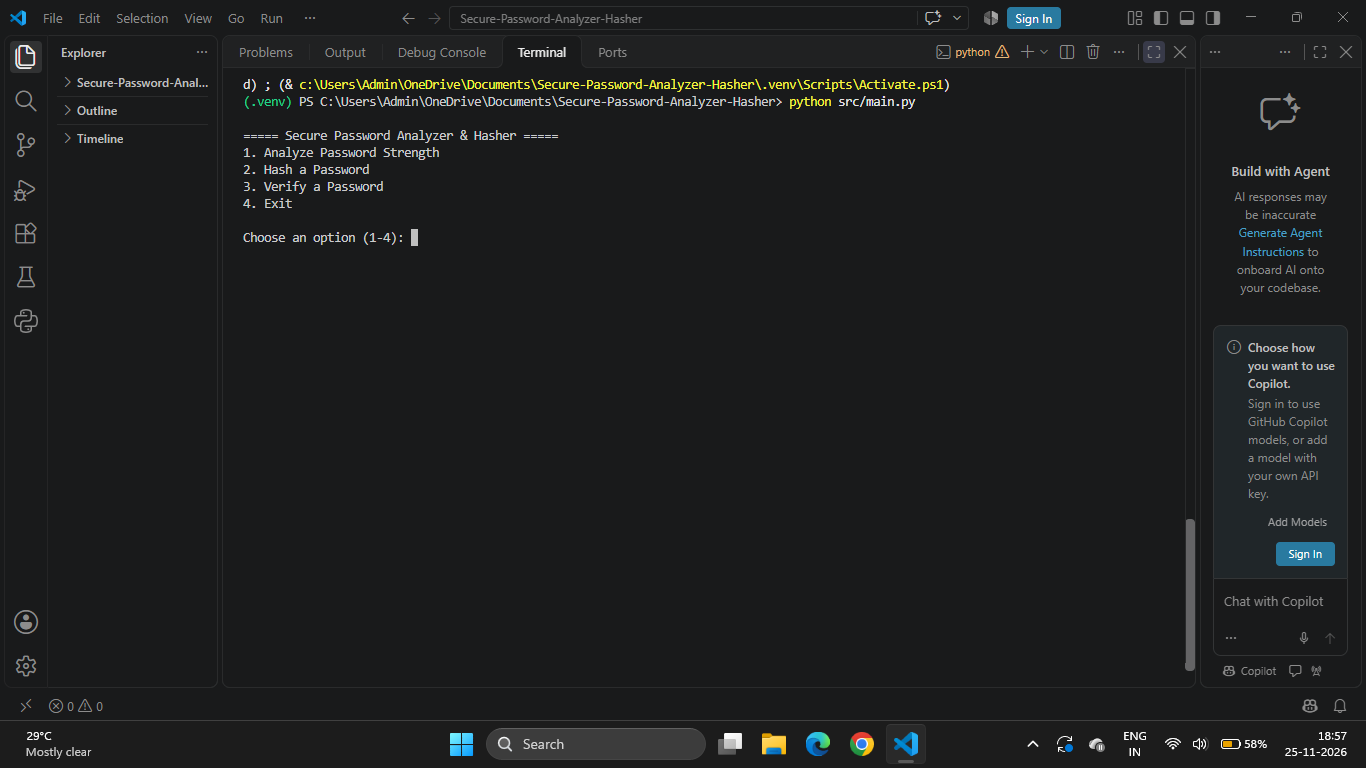 File Edit Selection View Go Run ···
Secure-Password-Analyzer-Hasher
Sign In
Explorer ···
Secure-Password-Anal...
Outline
Timeline
Problems Output Debug Console Terminal Ports
python
d) ; (& c:\Users\Admin\OneDrive\Documents\Secure-Password-Analyzer-Hasher\.venv\Scripts\Activate.ps1)
(.venv) PS C:\Users\Admin\OneDrive\Documents\Secure-Password-Analyzer-Hasher> python src/main.py
===== Secure Password Analyzer & Hasher =====
1. Analyze Password Strength
2. Hash a Password
3. Verify a Password
4. Exit
Choose an option (1-4):
Build with Agent
AI responses may
be inaccurate
Generate Agent
Instructions to
onboard AI onto
your codebase.
Choose how
you want to use
Copilot.
Sign in to use
GitHub Copilot
models, or add
a model with
your own API
key.
Add Models
Sign In
Chat with Copilot
···
Copilot
0 0
29°C
Mostly clear
Search
ENG
IN
58%
18:57
25-11-2026